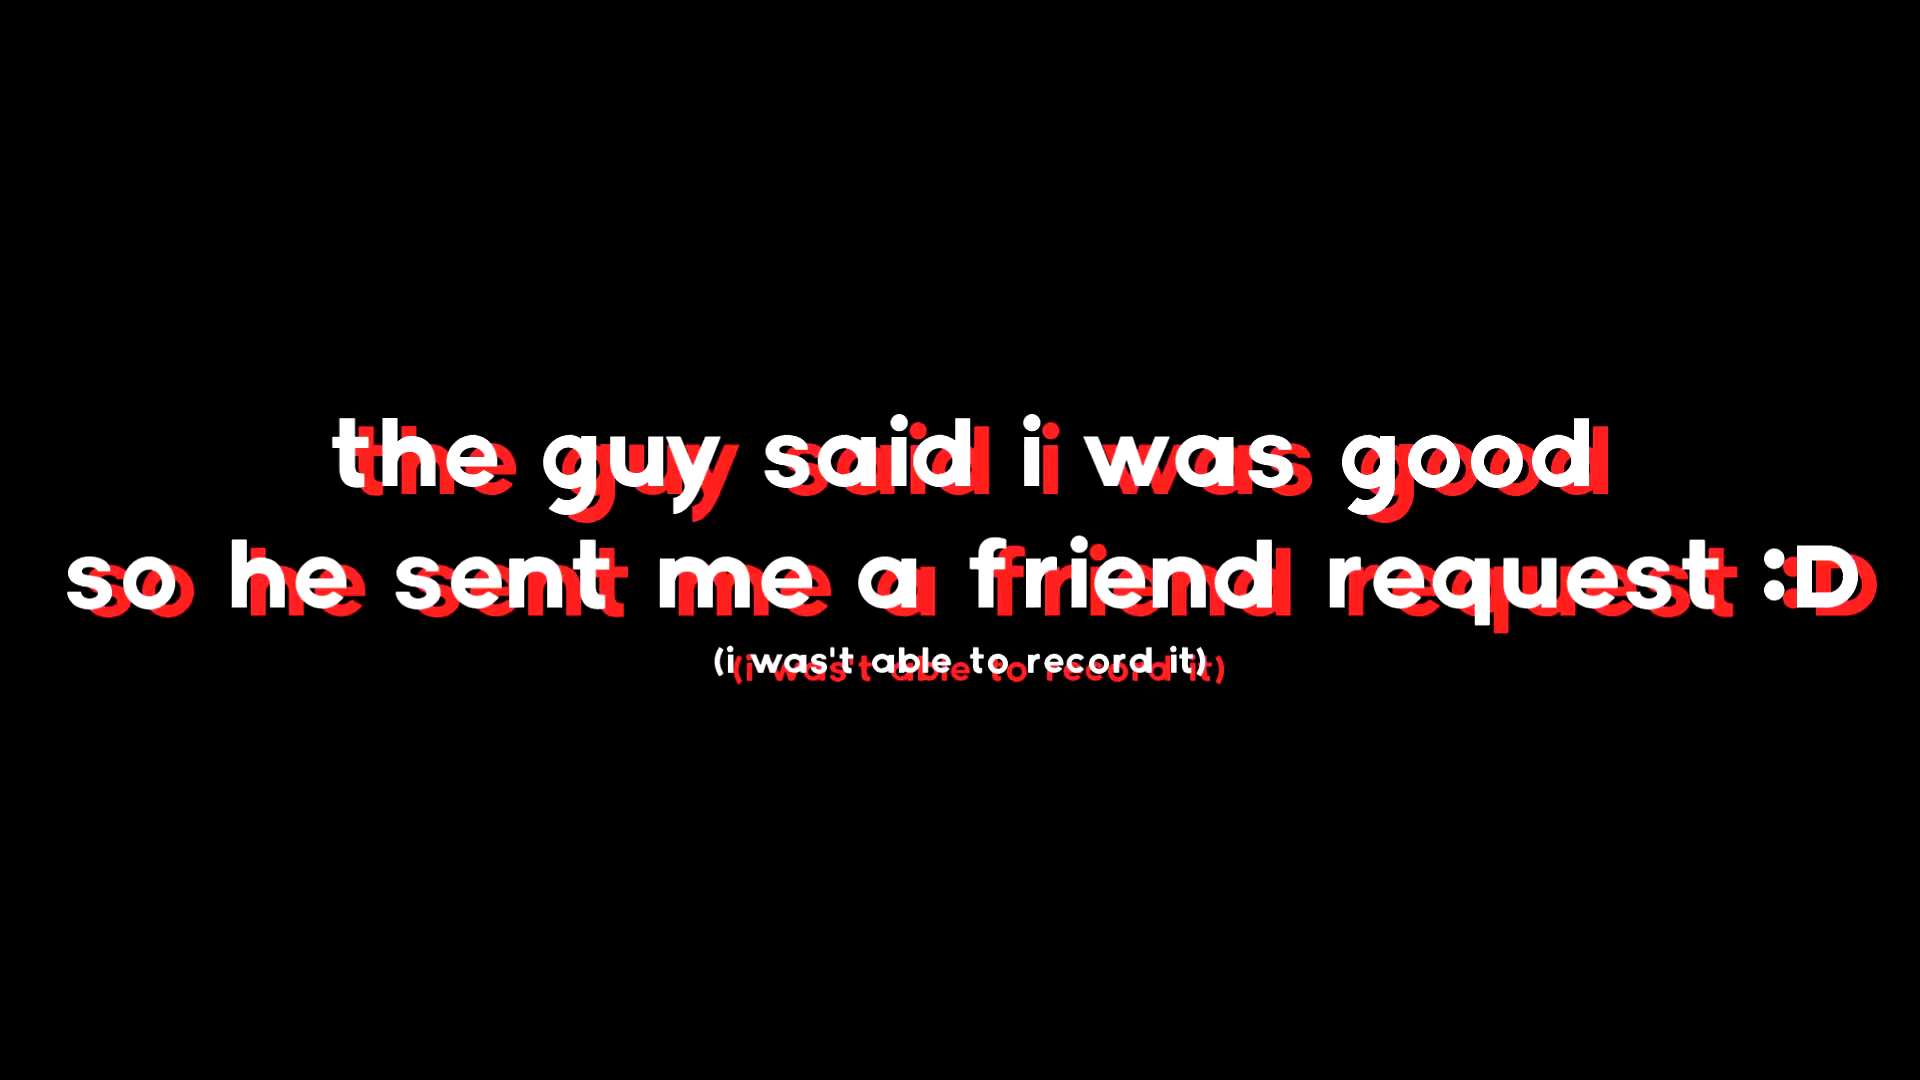 the guy said i was good
so he sent me a friend request :D
(i was't able to record it)